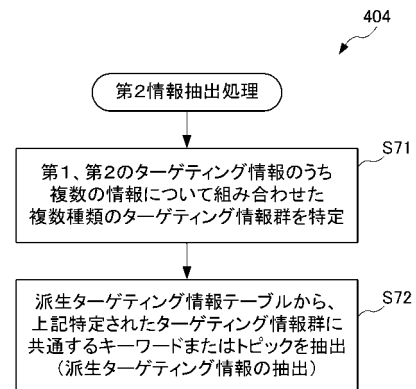 404
第2情報抽出処理
S71
第1、第2のターゲティング情報のうち
複数の情報について組み合わせた
複数種類のターゲティング情報群を特定
S72
派生ターゲティング情報テーブルから、
上記特定されたターゲティング情報群に
共通するキーワードまたはトピックを抽出
(派生ターゲティング情報の抽出)